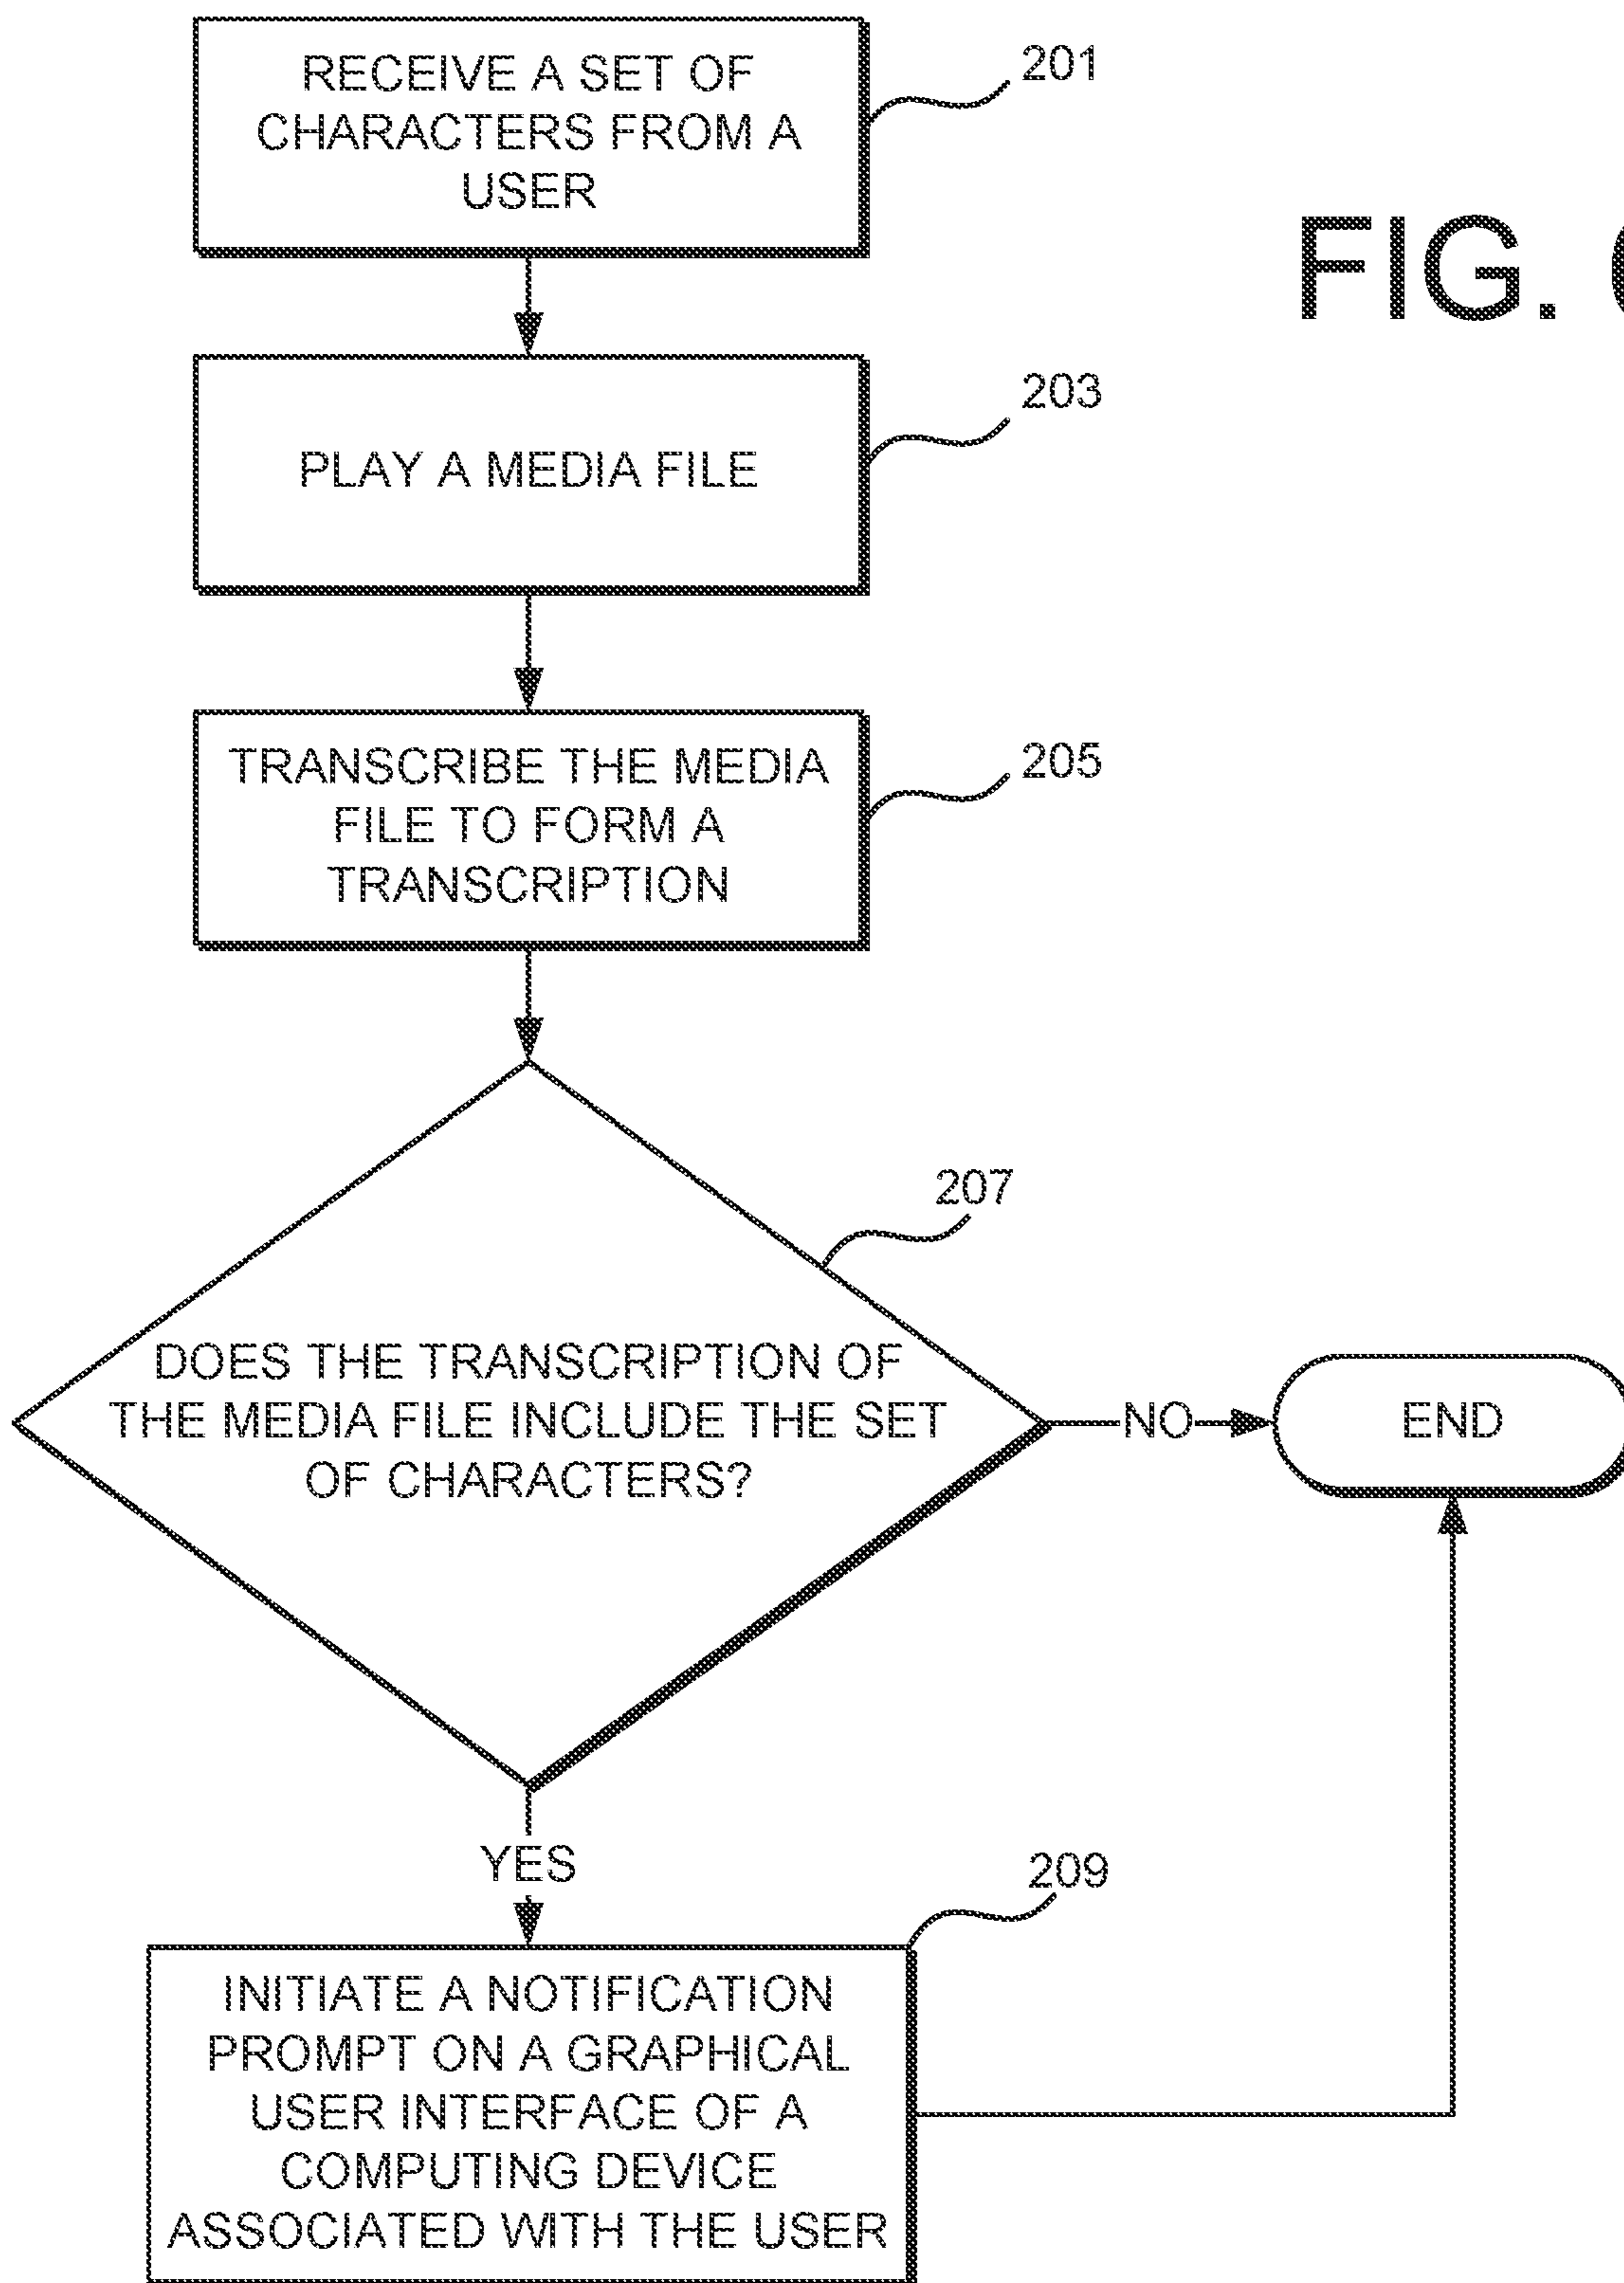 RECEIVE A SET OF
CHARACTERS FROM A
USER
201
FIG.
PLAY A MEDIA FILE
203
TRANSCRIBE THE MEDIA
FILE TO FORM A
TRANSCRIPTION
205
207
DOES THE TRANSCRIPTION OF
THE MEDIA FILE INCLUDE THE SET
OF CHARACTERS?
NO
END
YES
209
INITIATE A NOTIFICATION
PROMPT ON A GRAPHICAL
USER INTERFACE OF A
COMPUTING DEVICE
ASSOCIATED WITH THE USER